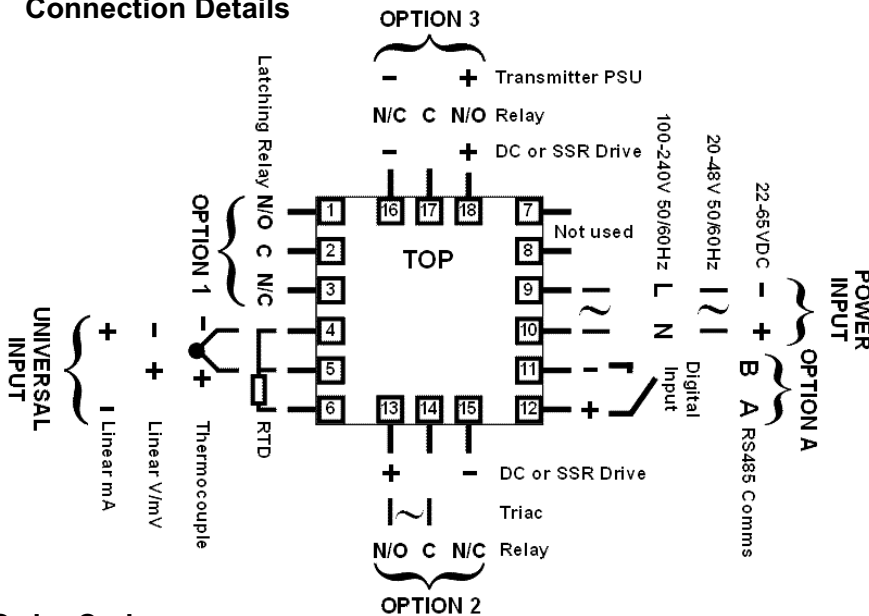 Connection Details
OPTION 3
− + Transmitter PSU
N/C C N/O Relay
− + DC or SSR Drive
16 17 18
TOP
Latching Relay N/O C N/C
OPTION 1
1
2
3
4
5
6
7
8
9
10
11
12
Not used
~
100-240V 50/60Hz
L
N
20-48V 50/60Hz
~
22-65VDC
− +
POWER
INPUT
− +
Digital
Input
B A RS485 Comms
OPTION A
UNIVERSAL
INPUT
+ − Linear mA
− + Linear V/mV
− + Thermocouple
RTD
13 14 15
+ − DC or SSR Drive
~ Triac
N/O C N/C Relay
OPTION 2